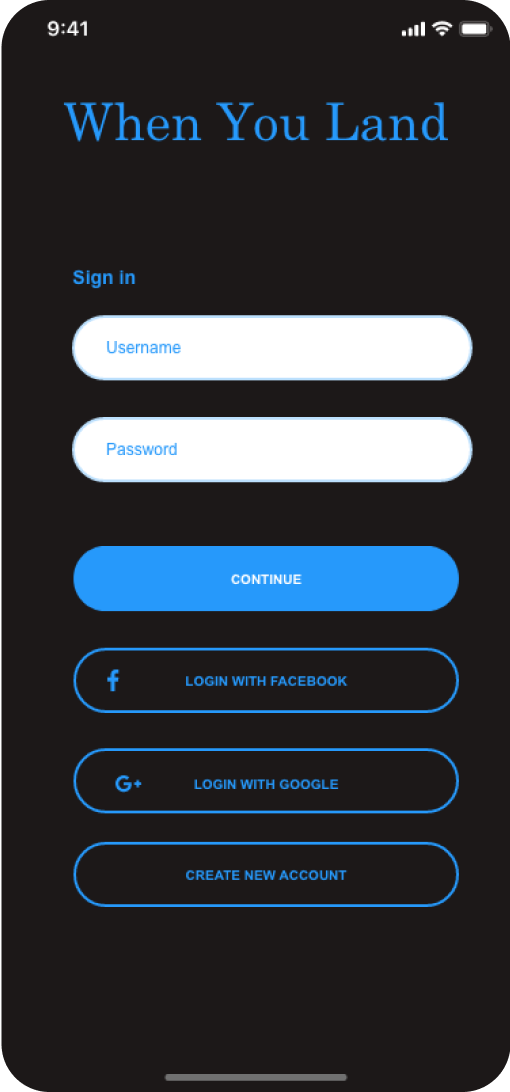 9:41
When You Land
Sign in
Username
Password
CONTINUE
LOGIN WITH FACEBOOK
G+ LOGIN WITH GOOGLE
CREATE NEW ACCOUNT